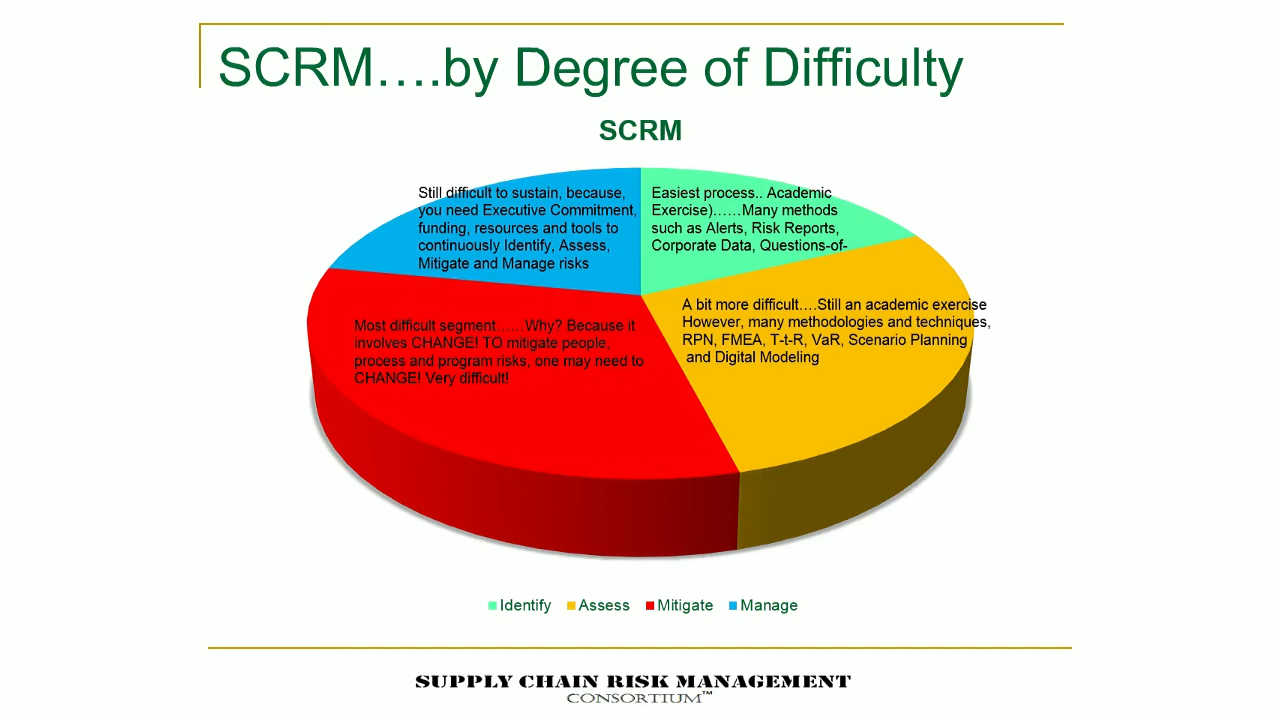 SCRM….by Degree of Difficulty
SCRM
Still difficult to sustain, because,
you need Executive Commitment,
funding, resources and tools to
continuously Identify, Assess,
Mitigate and Manage risks
Easiest process.. Academic
Exercise)……Many methods
such as Alerts, Risk Reports,
Corporate Data, Questions-of-
A bit more difficult….Still an academic exercise
However, many methodologies and techniques,
RPN, FMEA, T-t-R, VaR, Scenario Planning
and Digital Modeling
Most difficult segment……Why? Because it
involves CHANGE! TO mitigate people,
process and program risks, one may need to
CHANGE! Very difficult!
Identify Assess Mitigate Manage
SUPPLY CHAIN RISK MANAGEMENT
CONSORTIUM™